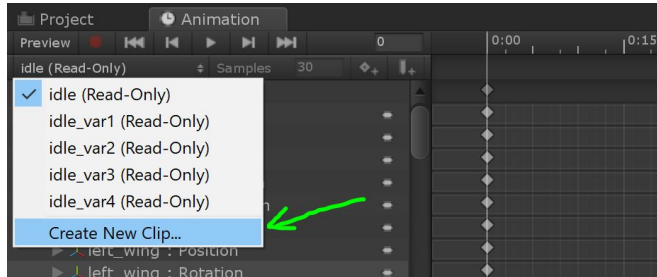 Project Animation
Preview 0 0:00 0:15
idle (Read-Only) Samples 30
idle (Read-Only)
idle_var1 (Read-Only)
idle_var2 (Read-Only)
idle_var3 (Read-Only)
idle_var4 (Read-Only)
Create New Clip...
left_wing : Position
left_wing : Rotation